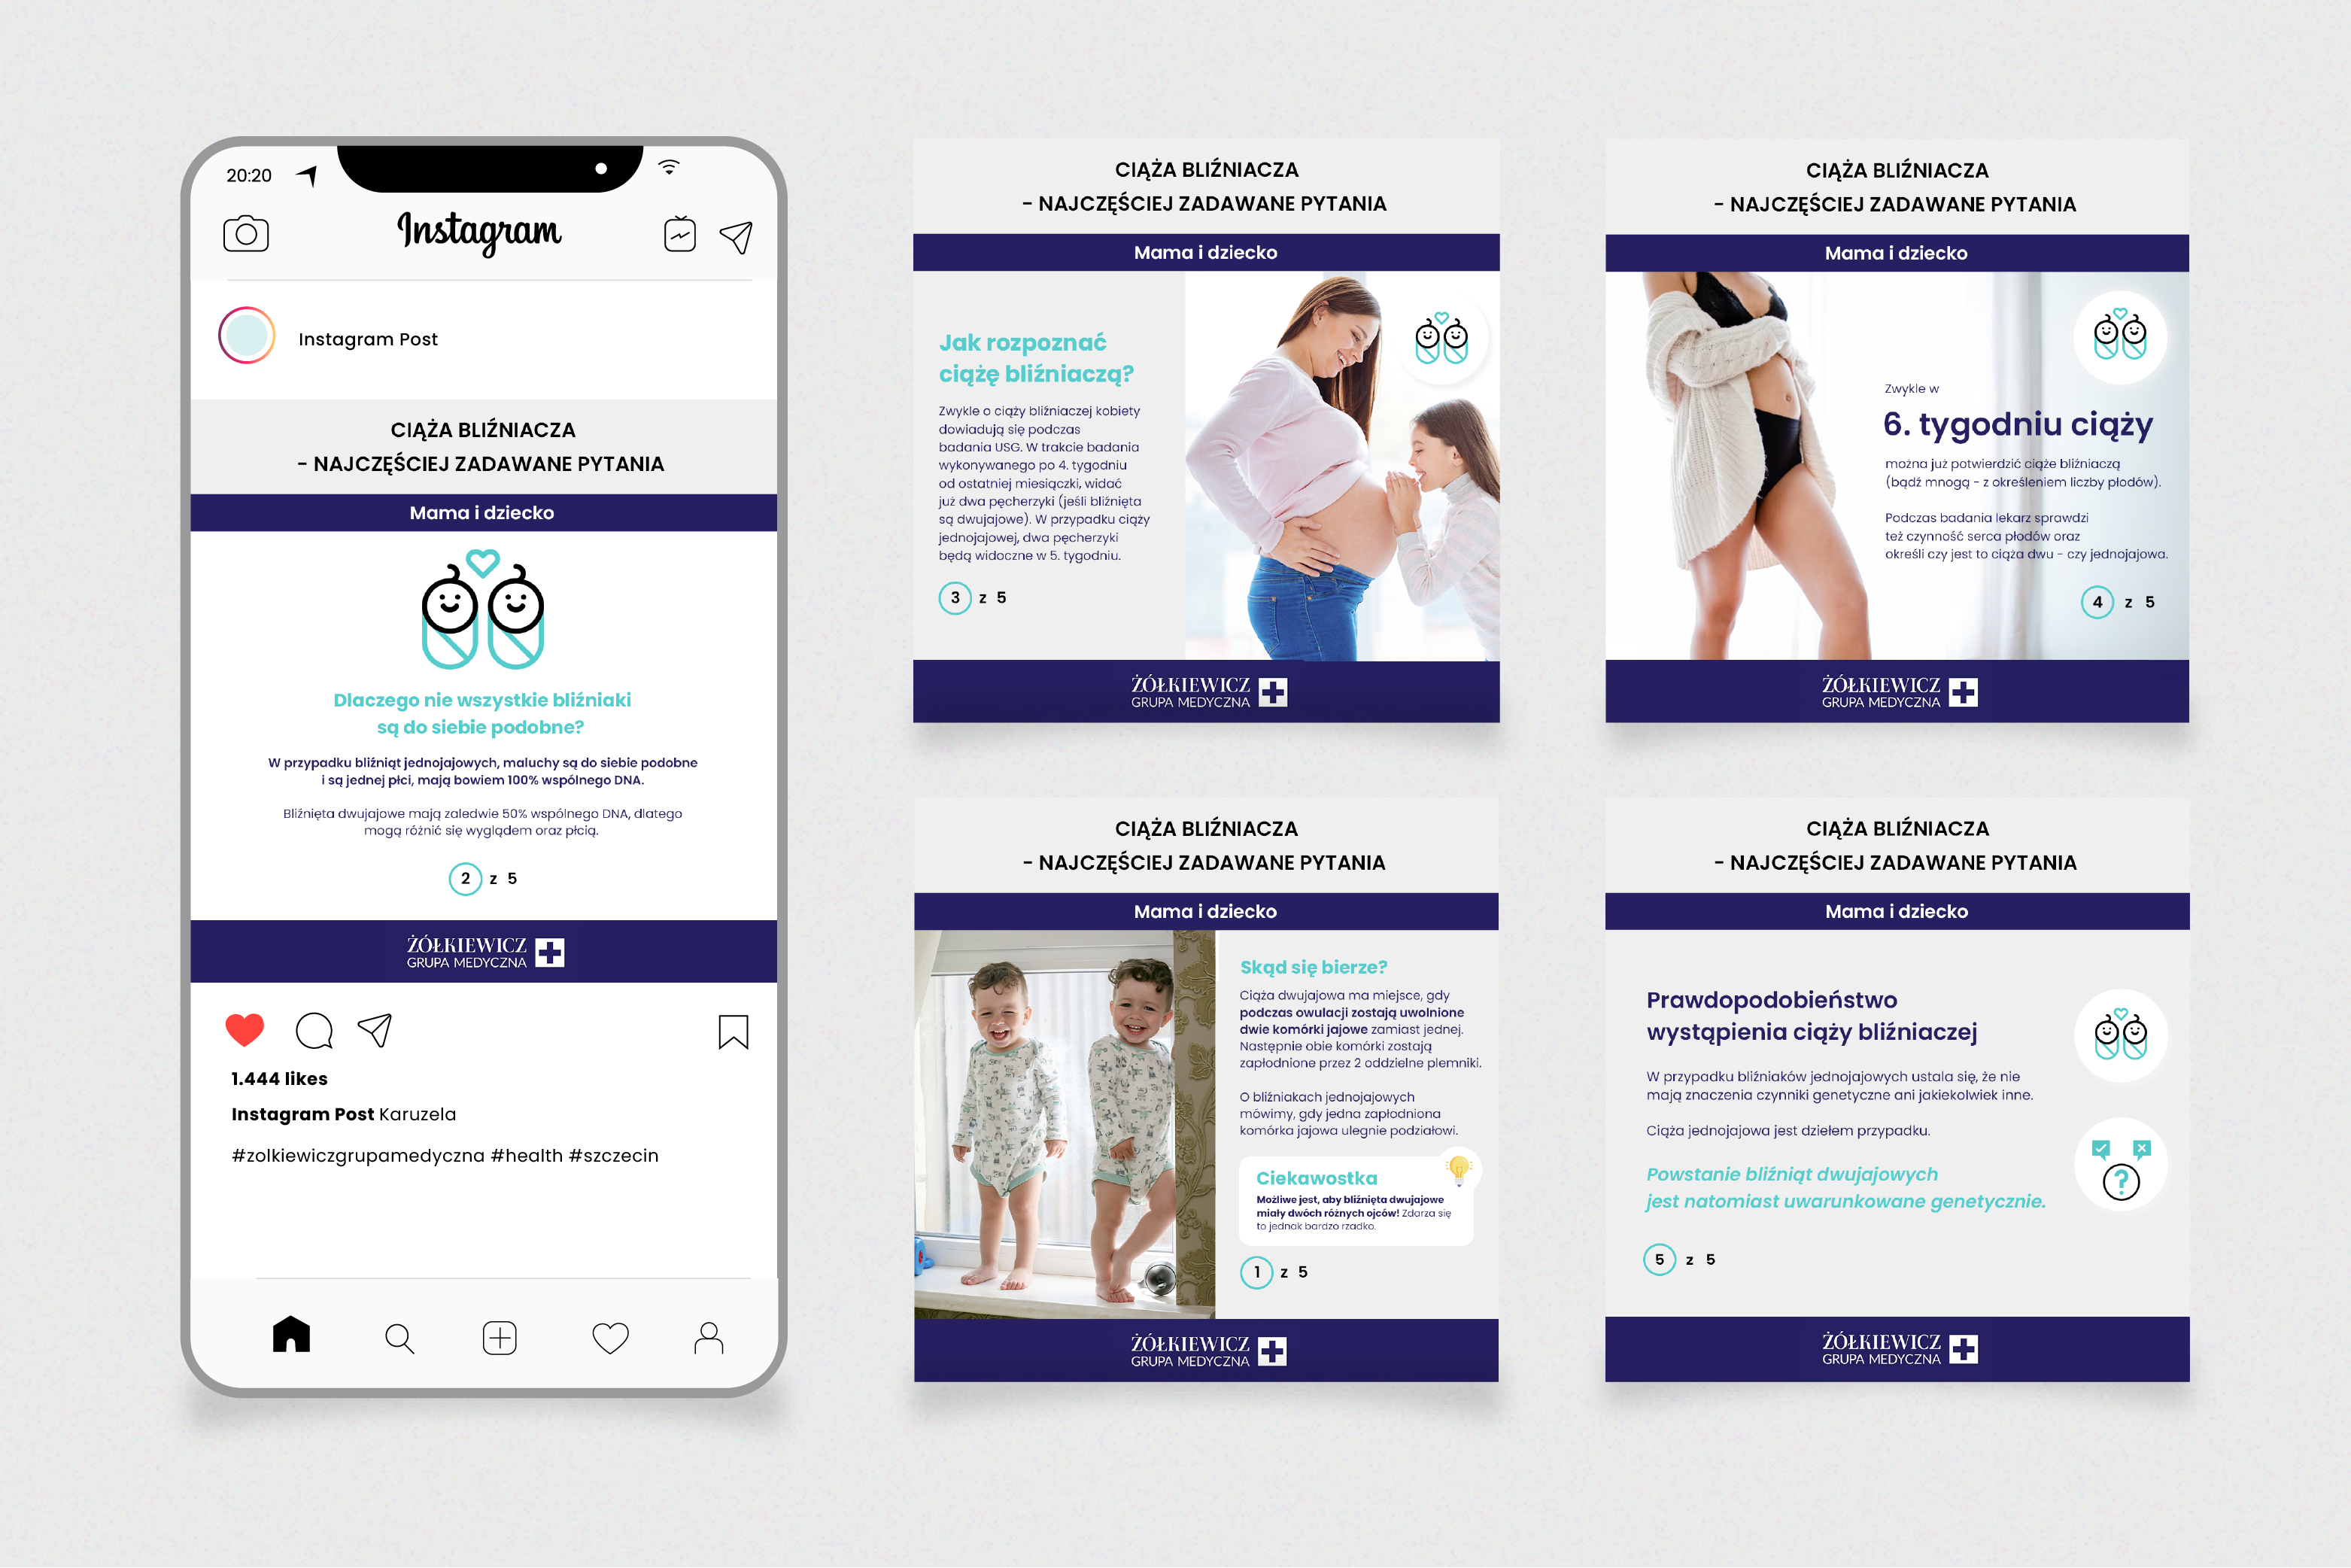 20:20
Instagram
Instagram Post
CIĄŻA BLIŹNIACZA
- NAJCZĘŚCIEJ ZADAWANE PYTANIA
Mama i dziecko
Dlaczego nie wszystkie bliźniaki
są do siebie podobne?
W przypadku bliźniąt jednojajowych, maluchy są do siebie podobne
i są jednej płci, mają bowiem 100% wspólnego DNA.
Bliźnięta dwujajowe mają zaledwie 50% wspólnego DNA, dlatego
mogą różnić się wyglądem oraz płcią.
2 z 5
ŻÓŁKIEWICZ
GRUPA MEDYCZNA
1.444 likes
Instagram Post Karuzela
#zolkiewiczgrupamedyczna #health #szczecin
CIĄŻA BLIŹNIACZA
- NAJCZĘŚCIEJ ZADAWANE PYTANIA
Mama i dziecko
Jak rozpoznać
ciążę bliźniaczą?
Zwykle o ciąży bliźniaczej kobiety
dowiadują się podczas
badania USG. W trakcie badania
wykonywanego po 4. tygodniu
od ostatniej miesiączki, widać
już dwa pęcherzyki (jeśli bliźnięta
są dwujajowe). W przypadku ciąży
jednojajowej, dwa pęcherzyki
będą widoczne w 5. tygodniu.
3 z 5
ŻÓŁKIEWICZ
GRUPA MEDYCZNA
CIĄŻA BLIŹNIACZA
- NAJCZĘŚCIEJ ZADAWANE PYTANIA
Mama i dziecko
Zwykle w
6. tygodniu ciąży
można już potwierdzić ciąże bliźniaczą
(bądź mnogą - z określeniem liczby płodów).
Podczas badania lekarz sprawdzi
też czynność serca płodów oraz
określi czy jest to ciąża dwu - czy jednojajowa.
4 z 5
ŻÓŁKIEWICZ
GRUPA MEDYCZNA
CIĄŻA BLIŹNIACZA
- NAJCZĘŚCIEJ ZADAWANE PYTANIA
Mama i dziecko
Skąd się bierze?
Ciąża dwujajowa ma miejsce, gdy
podczas owulacji zostają uwolnione
dwie komórki jajowe zamiast jednej.
Następnie obie komórki zostają
zapłodnione przez 2 oddzielne plemniki.
O bliźniakach jednojajowych
mówimy, gdy jedna zapłodniona
komórka jajowa ulegnie podziałowi.
Ciekawostka
Możliwe jest, aby bliźnięta dwujajowe
miały dwóch różnych ojców! Zdarza się
to jednak bardzo rzadko.
1 z 5
ŻÓŁKIEWICZ
GRUPA MEDYCZNA
CIĄŻA BLIŹNIACZA
- NAJCZĘŚCIEJ ZADAWANE PYTANIA
Mama i dziecko
Prawdopodobieństwo
wystąpienia ciąży bliźniaczej
W przypadku bliźniaków jednojajowych ustala się, że nie
mają znaczenia czynniki genetyczne ani jakiekolwiek inne.
Ciąża jednojajowa jest dziełem przypadku.
Powstanie bliźniąt dwujajowych
jest natomiast uwarunkowane genetycznie.
?
5 z 5
ŻÓŁKIEWICZ
GRUPA MEDYCZNA